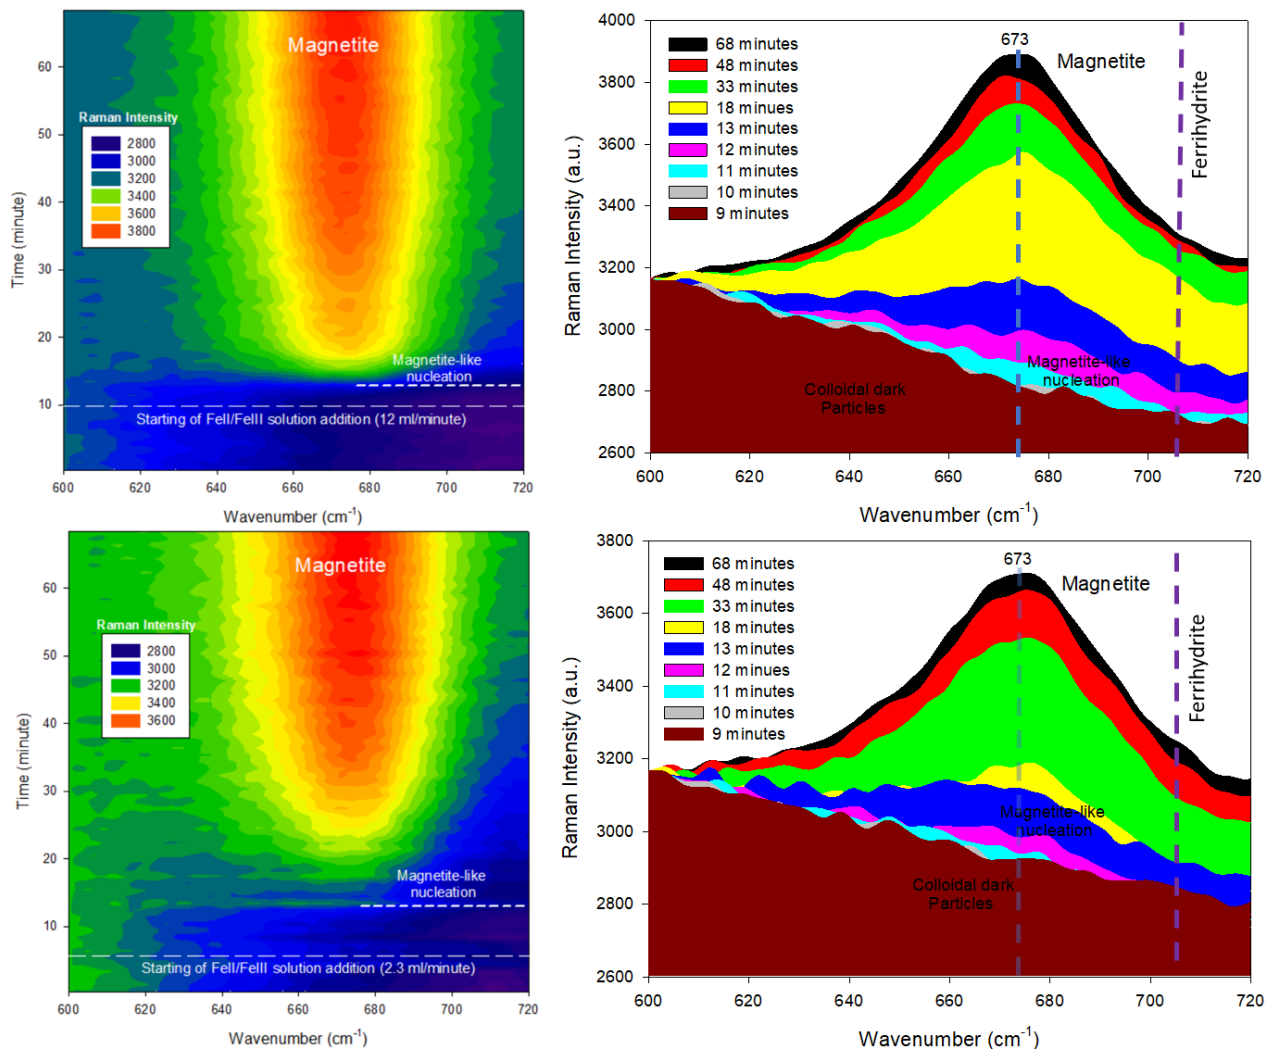 Magnetite
Raman Intensity
2800
3000
3200
3400
3600
3800
Magnetite-like
nucleation
Starting of FeII/FeIII solution addition (12 ml/minute)
60
50
40
30
20
10
Time (minute)
600
620
640
660
680
700
720
Wavenumber (cm-1)
4000
3800
3600
3400
3200
3000
2800
2600
Raman Intensity (a.u.)
68 minutes
48 minutes
33 minutes
18 minues
13 minutes
12 minutes
11 minutes
10 minutes
9 minutes
673
Magnetite
Ferrihydrite
Magnetite-like
nucleation
Colloidal dark
Particles
600
620
640
660
680
700
720
Wavenumber (cm-1)
Magnetite
Raman Intensity
2800
3000
3200
3400
3600
Magnetite-like
nucleation
Starting of FeII/FeIII solution addition (2.3 ml/minute)
60
50
40
30
20
10
Time (minute)
600
620
640
660
680
700
720
Wavenumber (cm-1)
3800
3600
3400
3200
3000
2800
2600
Raman Intensity (a.u.)
68 minutes
48 minutes
33 minutes
18 minutes
13 minutes
12 minues
11 minutes
10 minutes
9 minutes
673
Magnetite
Ferrihydrite
Magnetite-like
nucleation
Colloidal dark
Particles
600
620
640
660
680
700
720
Wavenumber (cm-1)